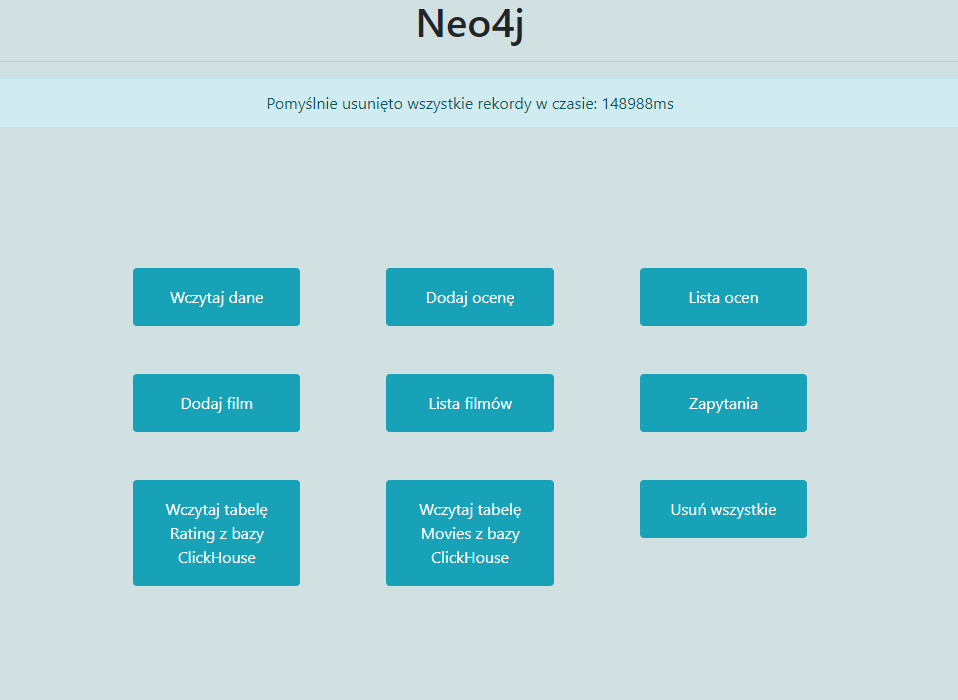 Neo4j
Pomyślnie usunięto wszystkie rekordy w czasie: 148988ms
Wczytaj dane
Dodaj ocenę
Lista ocen
Dodaj film
Lista filmów
Zapytania
Wczytaj tabelę
Rating z bazy
ClickHouse
Wczytaj tabelę
Movies z bazy
ClickHouse
Usuń wszystkie